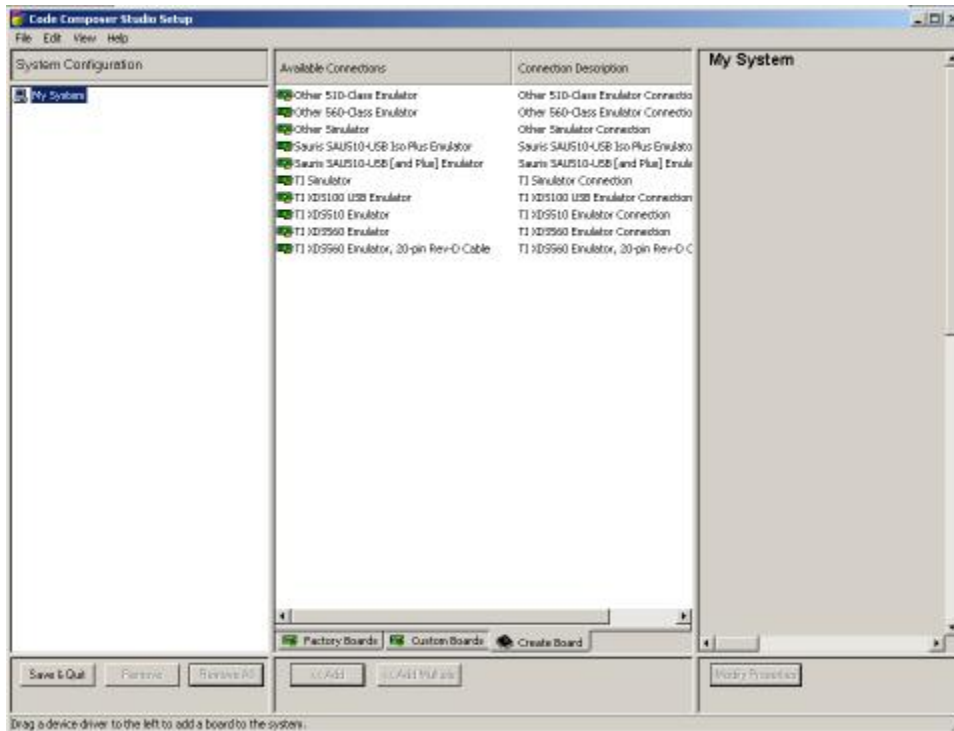 Code Composer Studio Setup
File Edit View Help
System Configuration
My System
Available Connections
Connection Description
Other 510-Class Emulator
Other 510-Class Emulator Connectio
Other 560-Class Emulator
Other 560-Class Emulator Connectio
Other Simulator
Other Simulator Connection
Sauris SAU510-USB Iso Plus Emulator
Sauris SAU510-USB Iso Plus Emulato
Sauris SAU510-USB [and Plus] Emulator
Sauris SAU510-USB [and Plus] Emula
TI Simulator
TI Simulator Connection
TI XDS100 USB Emulator
TI XDS100 USB Emulator Connection
TI XDS510 Emulator
TI XDS510 Emulator Connection
TI XDS560 Emulator
TI XDS560 Emulator Connection
TI XDS560 Emulator, 20-pin Rev-D Cable
TI XDS560 Emulator, 20-pin Rev-D C
My System
Factory Boards
Custom Boards
Create Board
Save & Quit
Remove
Remove All
<< Add
<< Add Multiple
Modify Properties
Drag a device driver to the left to add a board to the system.